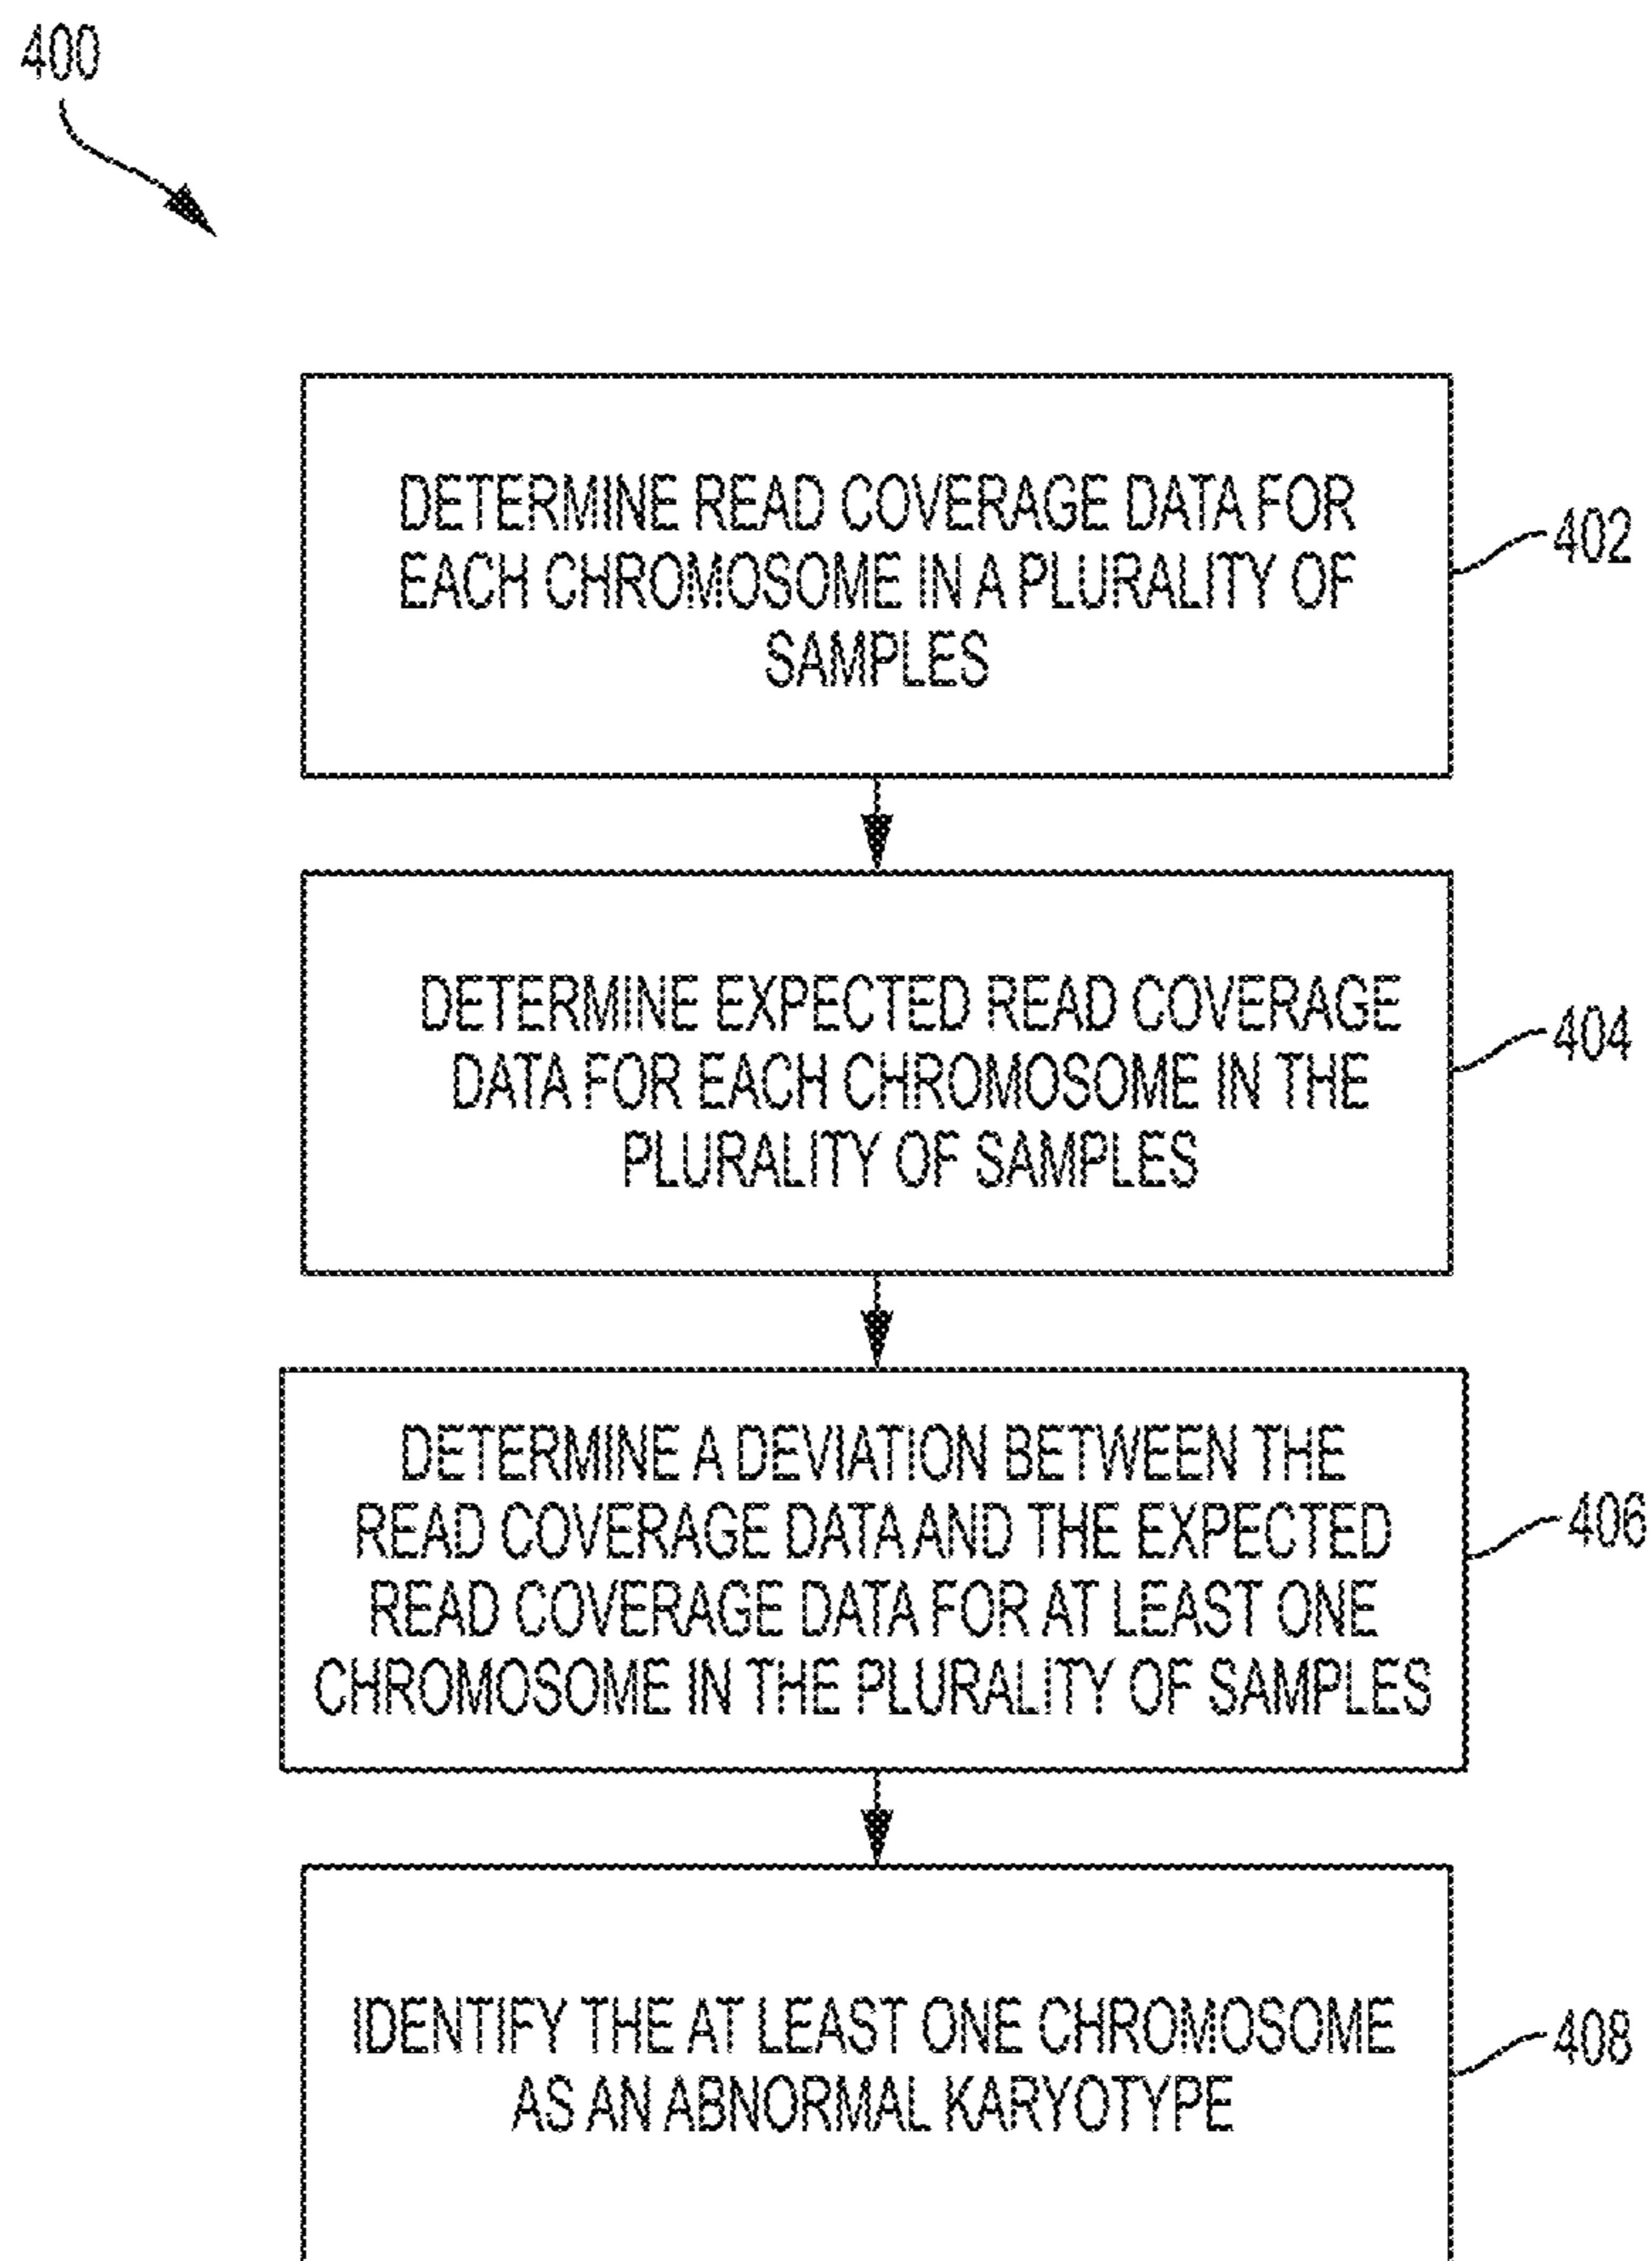 400
DETERMINE READ COVERAGE DATA FOR
EACH CHROMOSOME IN A PLURALITY OF
SAMPLES
402
DETERMINE EXPECTED READ COVERAGE
DATA FOR EACH CHROMOSOME IN THE
PLURALITY OF SAMPLES
404
DETERMINE A DEVIATION BETWEEN THE
READ COVERAGE DATA AND THE EXPECTED
READ COVERAGE DATA FOR AT LEAST ONE
CHROMOSOME IN THE PLURALITY OF SAMPLES
406
IDENTIFY THE AT LEAST ONE CHROMOSOME
AS AN ABNORMAL KARYOTYPE
408